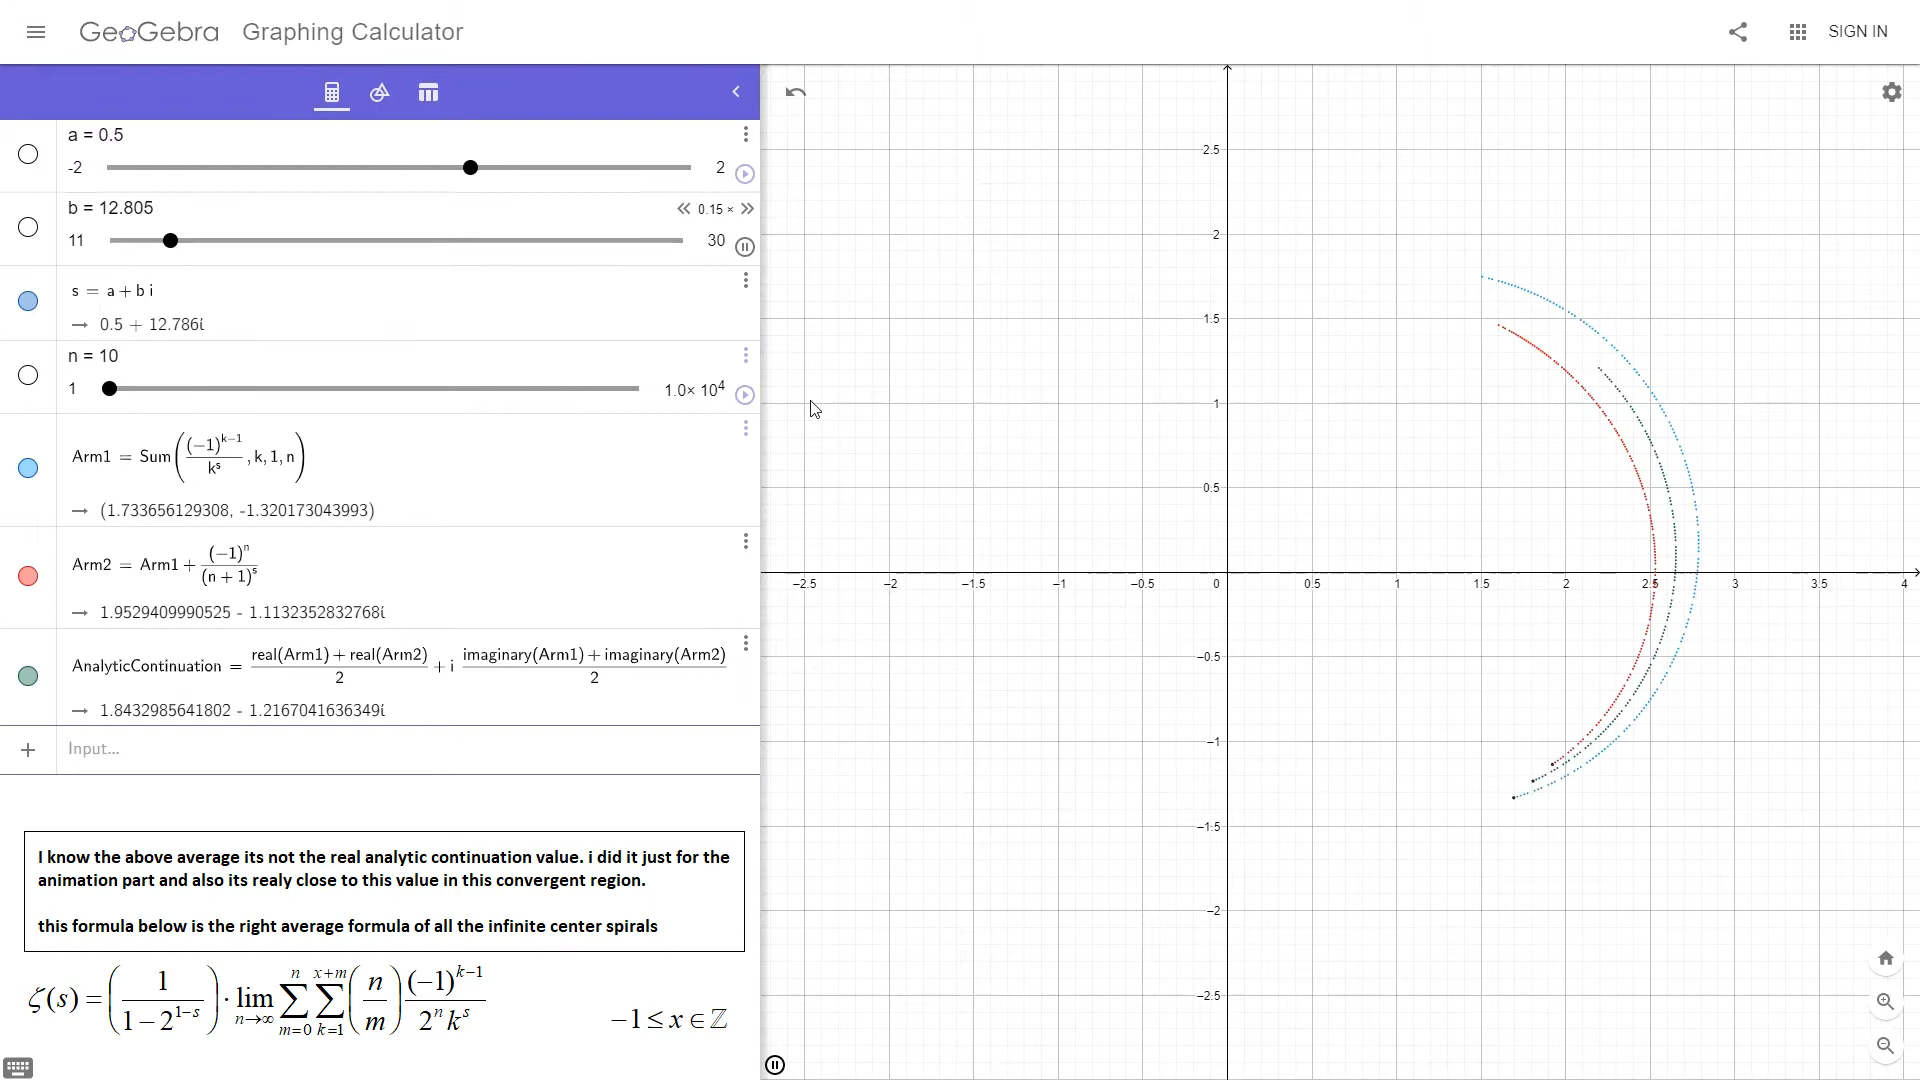 GeoGebra Graphing Calculator SIGN IN
a = 0.5
-2 2
b = 12.805 0.15 ×
11 30
s = a + b i
→ 0.5 + 12.786i
n = 10
1 1.0× 10⁴
Arm1 = Sum( (−1)^(k−1) / k^s , k, 1, n )
→ (1.733656129308, -1.320173043993)
Arm2 = Arm1 + (−1)^n / (n + 1)^s
→ 1.9529409990525 - 1.1132352832768i
AnalyticContinuation = (real(Arm1) + real(Arm2)) / 2 + i (imaginary(Arm1) + imaginary(Arm2)) / 2
→ 1.8432985641802 - 1.2167041636349i
+ Input...
I know the above average its not the real analytic continuation value. i did it just for the
animation part and also its realy close to this value in this convergent region.
this formula below is the right average formula of all the infinite center spirals
ζ(s) = (1 / (1 − 2^(1−s))) · lim n→∞ ∑ m=0 n ∑ k=1 x+m (n / m) (−1)^(k−1) / 2^n k^s −1 ≤ x ∈ ℤ
2.5
2
1.5
1
0.5
−2.5 −2 −1.5 −1 −0.5 0 0.5 1 1.5 2 2.5 3 3.5 4
−0.5
−1
−1.5
−2
−2.5